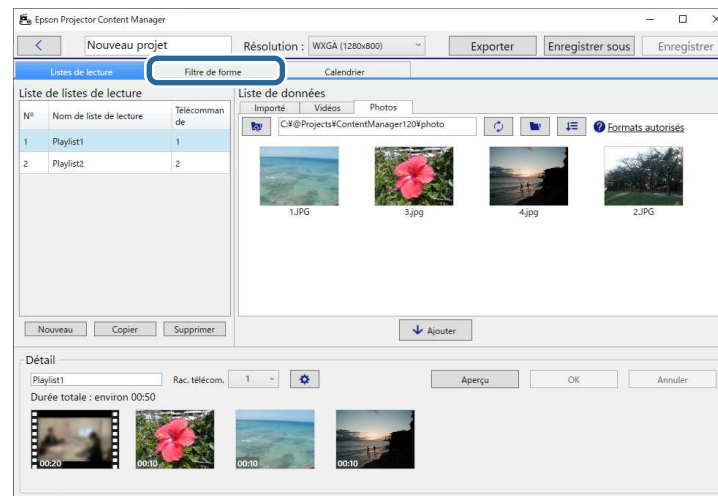 Epson Projector Content Manager
Nouveau projet
Résolution : WXGA (1280x800)
Exporter
Enregistrer sous
Enregistrer
Listes de lecture
Filtre de forme
Calendrier
Liste de listes de lecture
Nº
Nom de liste de lecture
Télécomman
de
1 Playlist1 1
2 Playlist2 2
Nouveau
Copier
Supprimer
Liste de données
Importé
Vidéos
Photos
C:¥@Projects¥ContentManager120¥photo
Formats autorisés
1.JPG
3.jpg
4.jpg
2.JPG
Ajouter
Détail
Playlist1
Rac. télécom.
1
Aperçu
OK
Annuler
Durée totale : environ 00:50
00:20
00:10
00:10
00:10